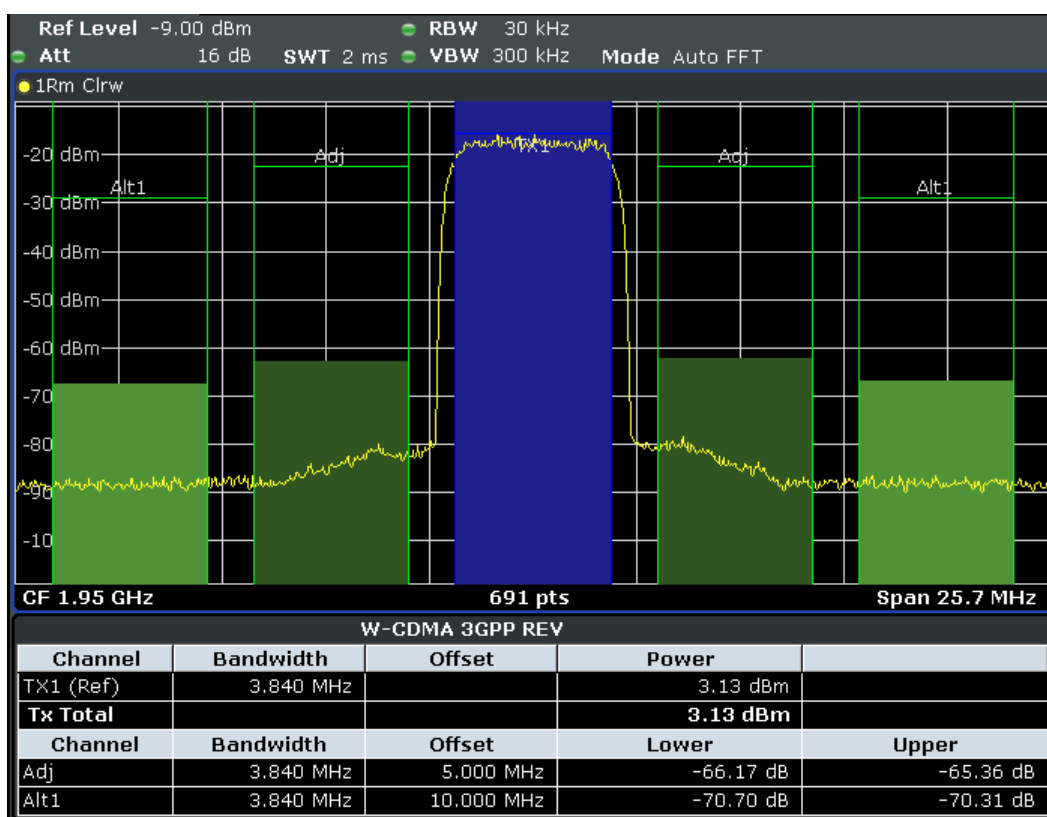 Ref Level -9.00 dBm RBW 30 kHz
Att 16 dB SWT 2 ms VBW 300 kHz Mode Auto FFT
1Rm Clrw
-20 dBm
Adj
TX1
Adj
Alt1
Alt1
-30 dBm
-40 dBm
-50 dBm
-60 dBm
-70
-80
-90
-10
CF 1.95 GHz 691 pts Span 25.7 MHz
W-CDMA 3GPP REV
Channel Bandwidth Offset Power
TX1 (Ref) 3.840 MHz 3.13 dBm
Tx Total 3.13 dBm
Channel Bandwidth Offset Lower Upper
Adj 3.840 MHz 5.000 MHz -66.17 dB -65.36 dB
Alt1 3.840 MHz 10.000 MHz -70.70 dB -70.31 dB